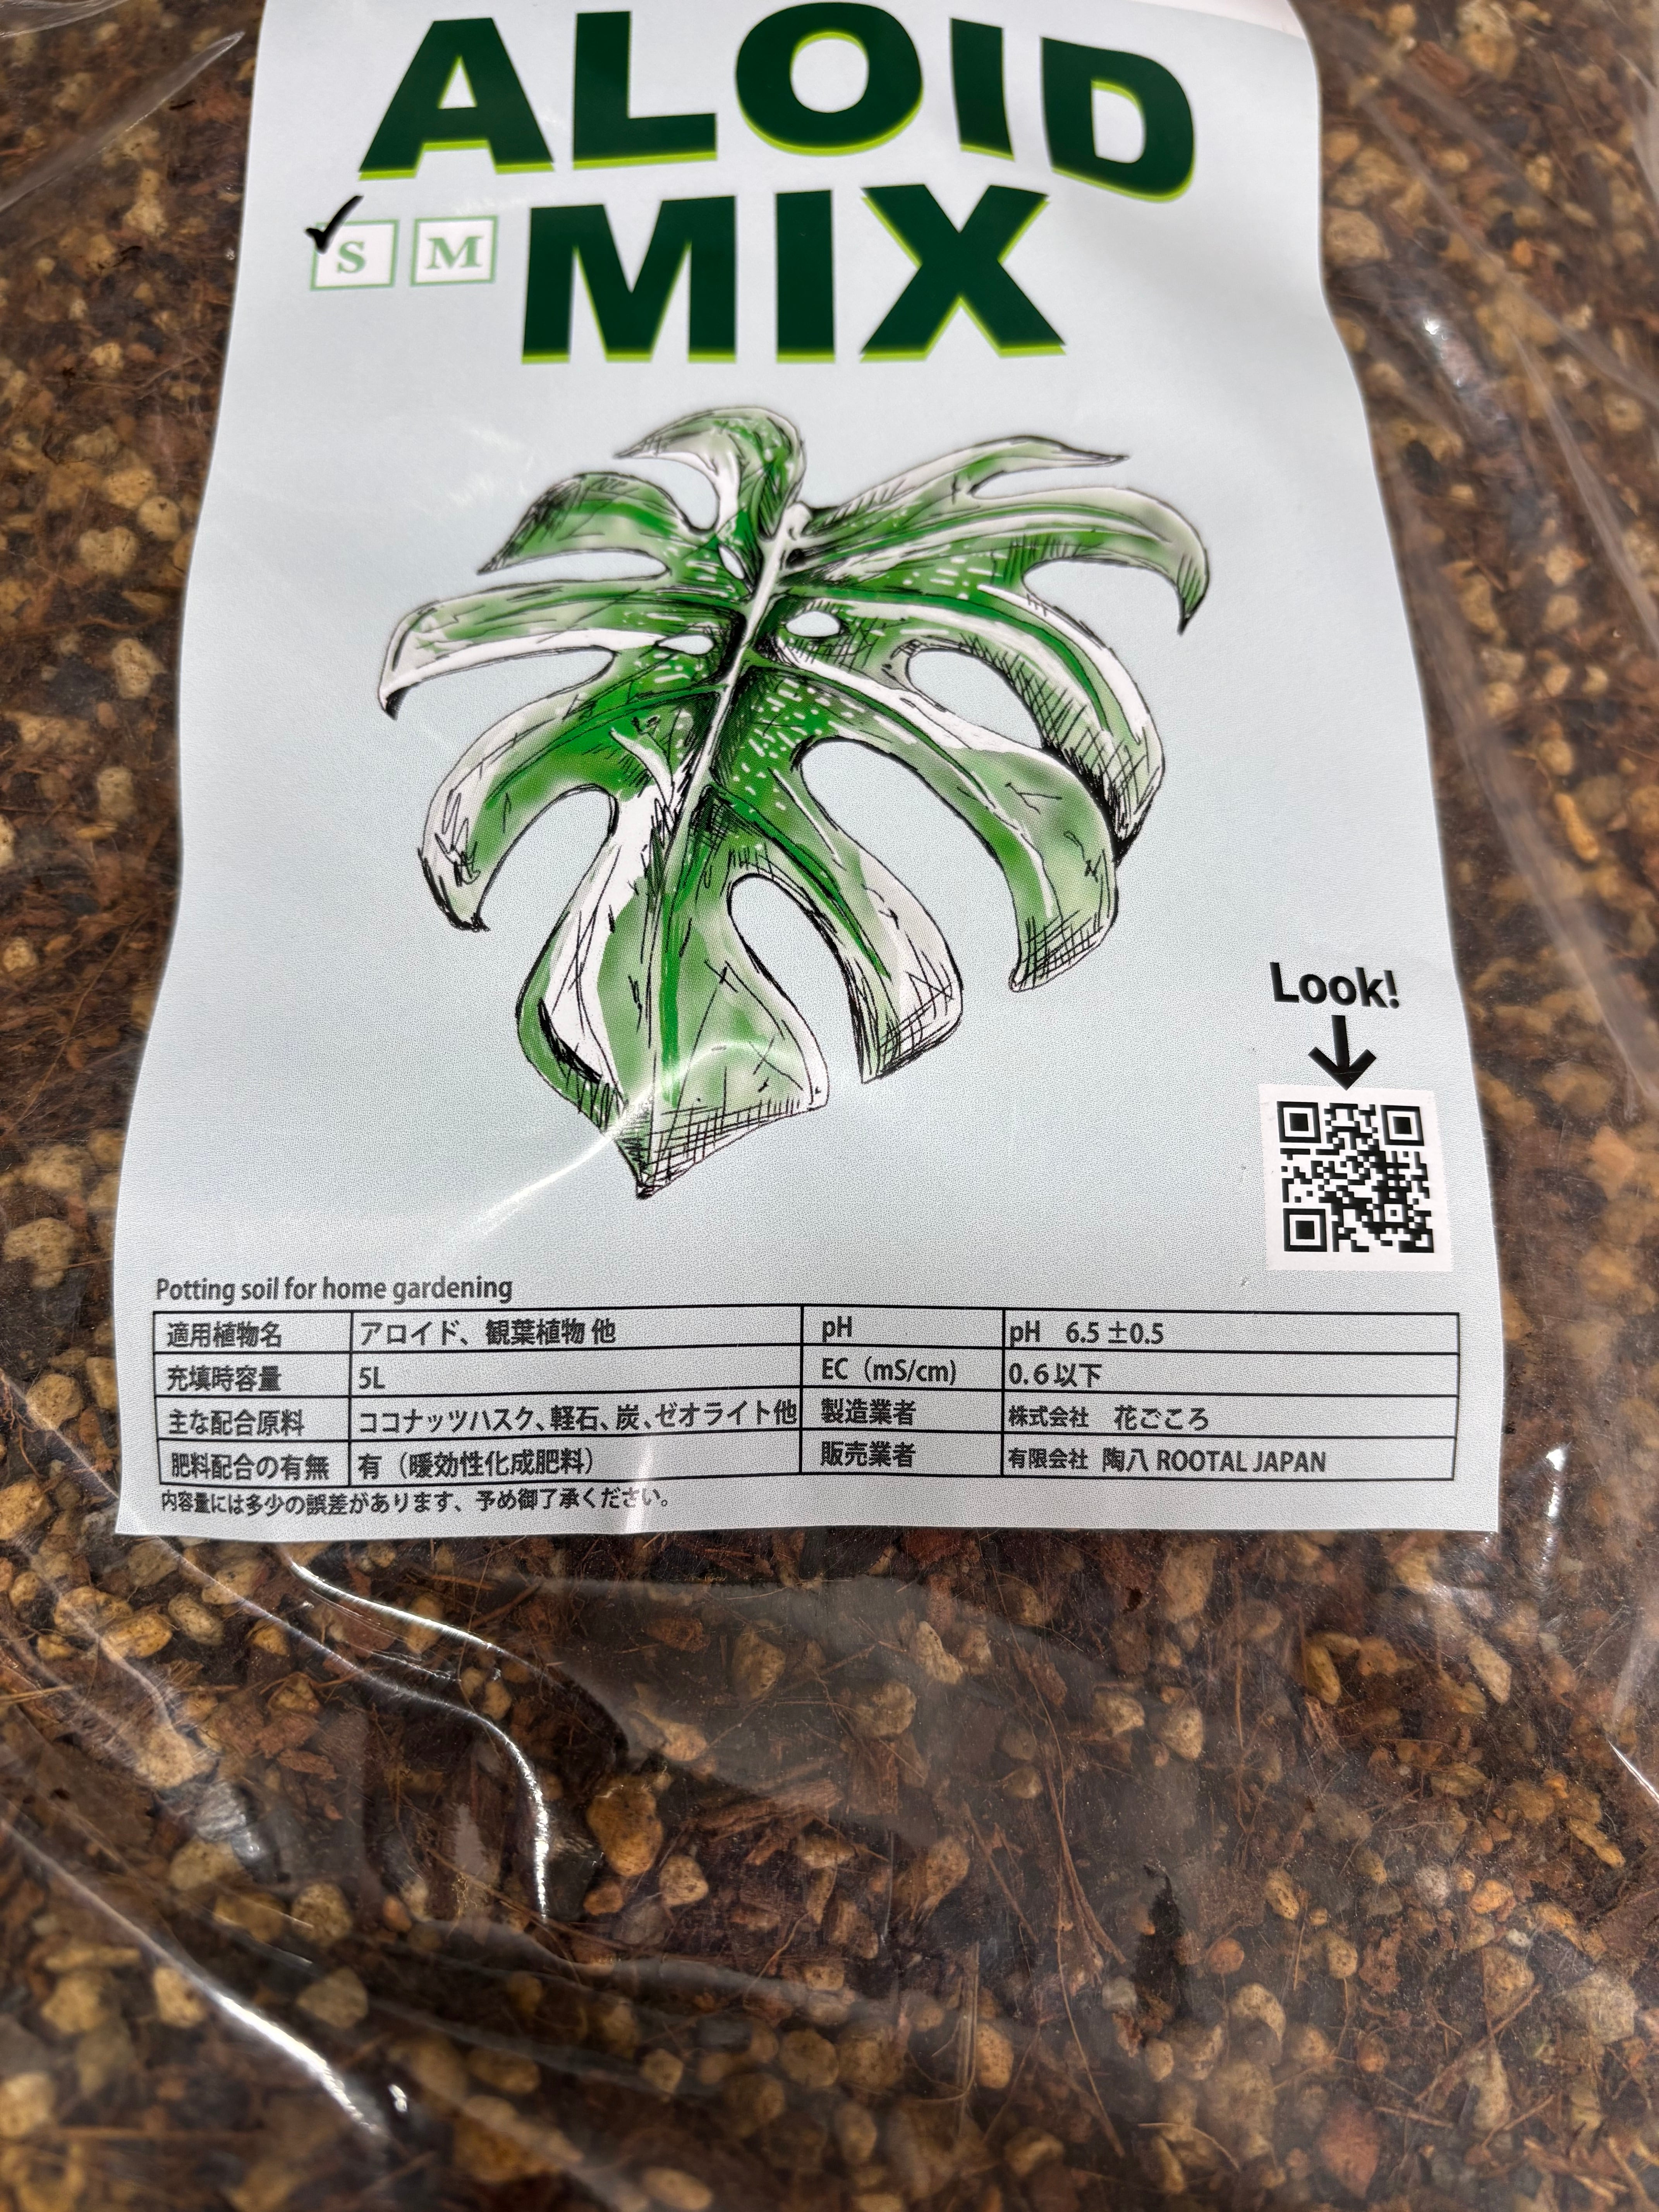 ALOID
MIX
S M
Look!
Potting soil for home gardening
適用植物名 アロイド、観葉植物 他 pH pH 6.5 ±0.5
充填時容量 5L EC（mS/cm） 0.6 以下
主な配合原料 ココナッツハスク、軽石、炭、ゼオライト他 製造業者 株式会社 花ごころ
肥料配合の有無 有（暖効性化成肥料） 販売業者 有限会社 陶八 ROOTAL JAPAN
内容量には多少の誤差があります、予め御了承ください。